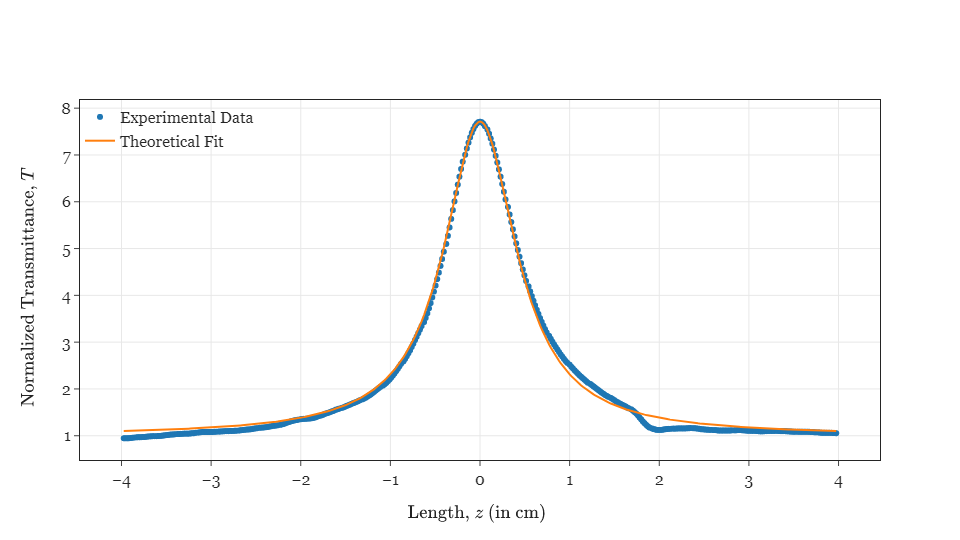 Experimental Data
Theoretical Fit
8
7
6
5
4
3
2
1
Normalized Transmittance, T
−4 −3 −2 −1 0 1 2 3 4
Length, z (in cm)